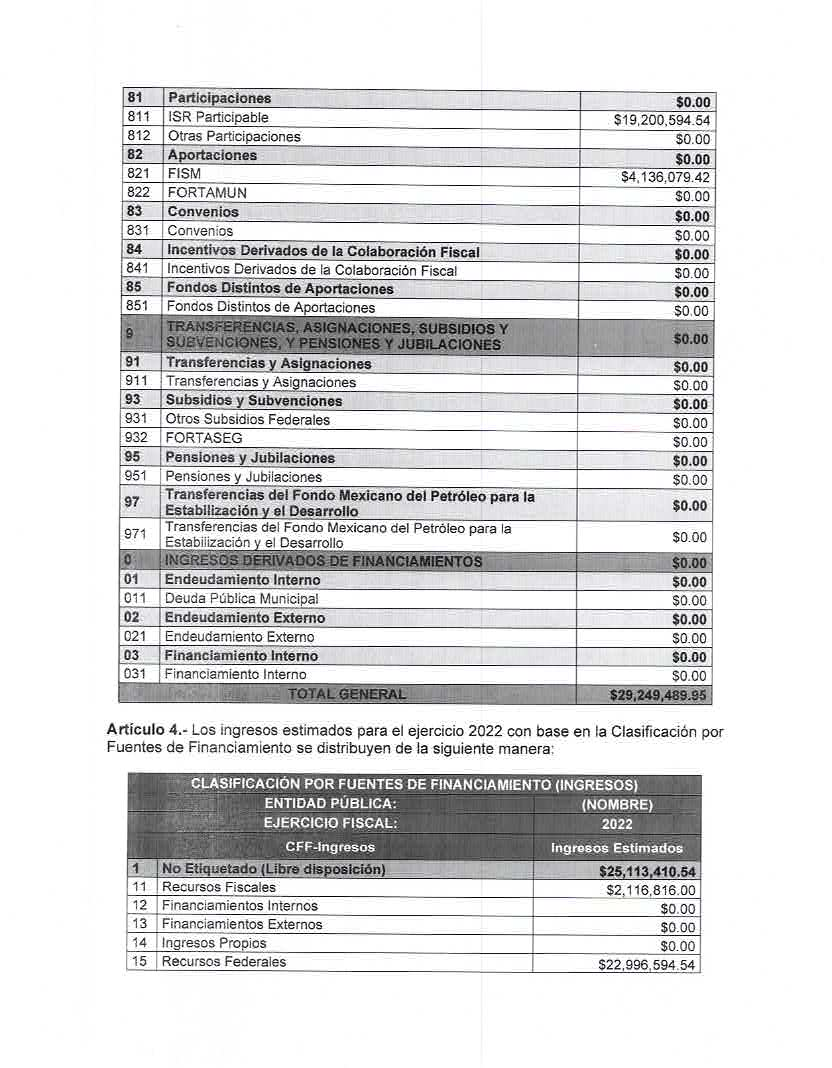 81 Participaciones $0.00
811 ISR Participable $19,200,594.54
812 Otras Participaciones $0.00
82 Aportaciones $0.00
821 FISM $4,136,079.42
822 FORTAMUN $0.00
83 Convenios $0.00
831 Convenios $0.00
84 Incentivos Derivados de la Colaboración Fiscal $0.00
841 Incentivos Derivados de la Colaboración Fiscal $0.00
85 Fondos Distintos de Aportaciones $0.00
851 Fondos Distintos de Aportaciones $0.00
9 TRANSFERENCIAS, ASIGNACIONES, SUBSIDIOS Y
SUBVENCIONES, Y PENSIONES Y JUBILACIONES $0.00
91 Transferencias y Asignaciones $0.00
911 Transferencias y Asignaciones $0.00
93 Subsidios y Subvenciones $0.00
931 Otros Subsidios Federales $0.00
932 FORTASEG $0.00
95 Pensiones y Jubilaciones $0.00
951 Pensiones y Jubilaciones $0.00
97 Transferencias del Fondo Mexicano del Petróleo para la
Estabilización y el Desarrollo $0.00
971 Transferencias del Fondo Mexicano del Petróleo para la
Estabilización y el Desarrollo $0.00
0 INGRESOS DERIVADOS DE FINANCIAMIENTOS $0.00
01 Endeudamiento Interno $0.00
011 Deuda Pública Municipal $0.00
02 Endeudamiento Externo $0.00
021 Endeudamiento Externo $0.00
03 Financiamiento Interno $0.00
031 Financiamiento Interno $0.00
TOTAL GENERAL $29,249,489.95
Artículo 4.- Los ingresos estimados para el ejercicio 2022 con base en la Clasificación por
Fuentes de Financiamiento se distribuyen de la siguiente manera:
CLASIFICACIÓN POR FUENTES DE FINANCIAMIENTO (INGRESOS)
ENTIDAD PÚBLICA: (NOMBRE)
EJERCICIO FISCAL: 2022
CFF-Ingresos Ingresos Estimados
1 No Etiquetado (Libre disposición) $25,113,410.54
11 Recursos Fiscales $2,116,816.00
12 Financiamientos Internos $0.00
13 Financiamientos Externos $0.00
14 Ingresos Propios $0.00
15 Recursos Federales $22,996,594.54